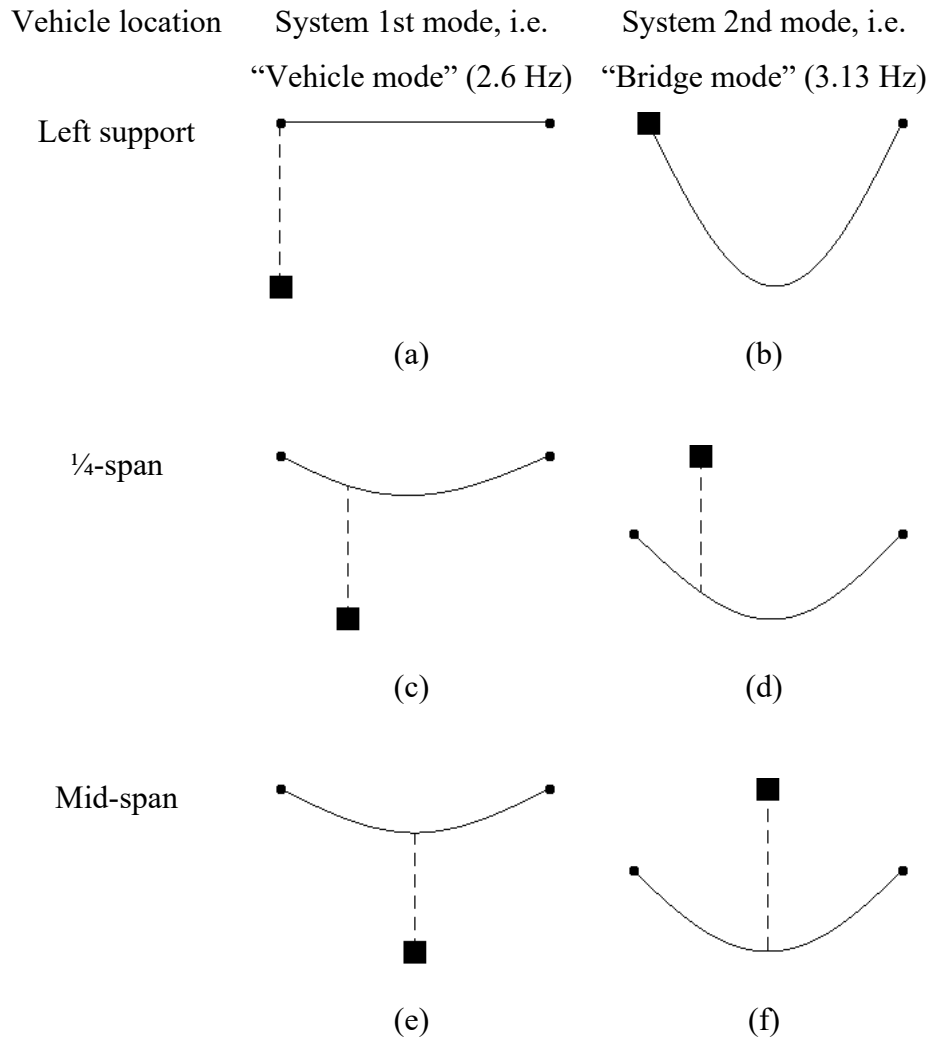 Vehicle location System 1st mode, i.e. System 2nd mode, i.e.
“Vehicle mode” (2.6 Hz) “Bridge mode” (3.13 Hz)
Left support
(a) (b)
¼-span
(c) (d)
Mid-span
(e) (f)